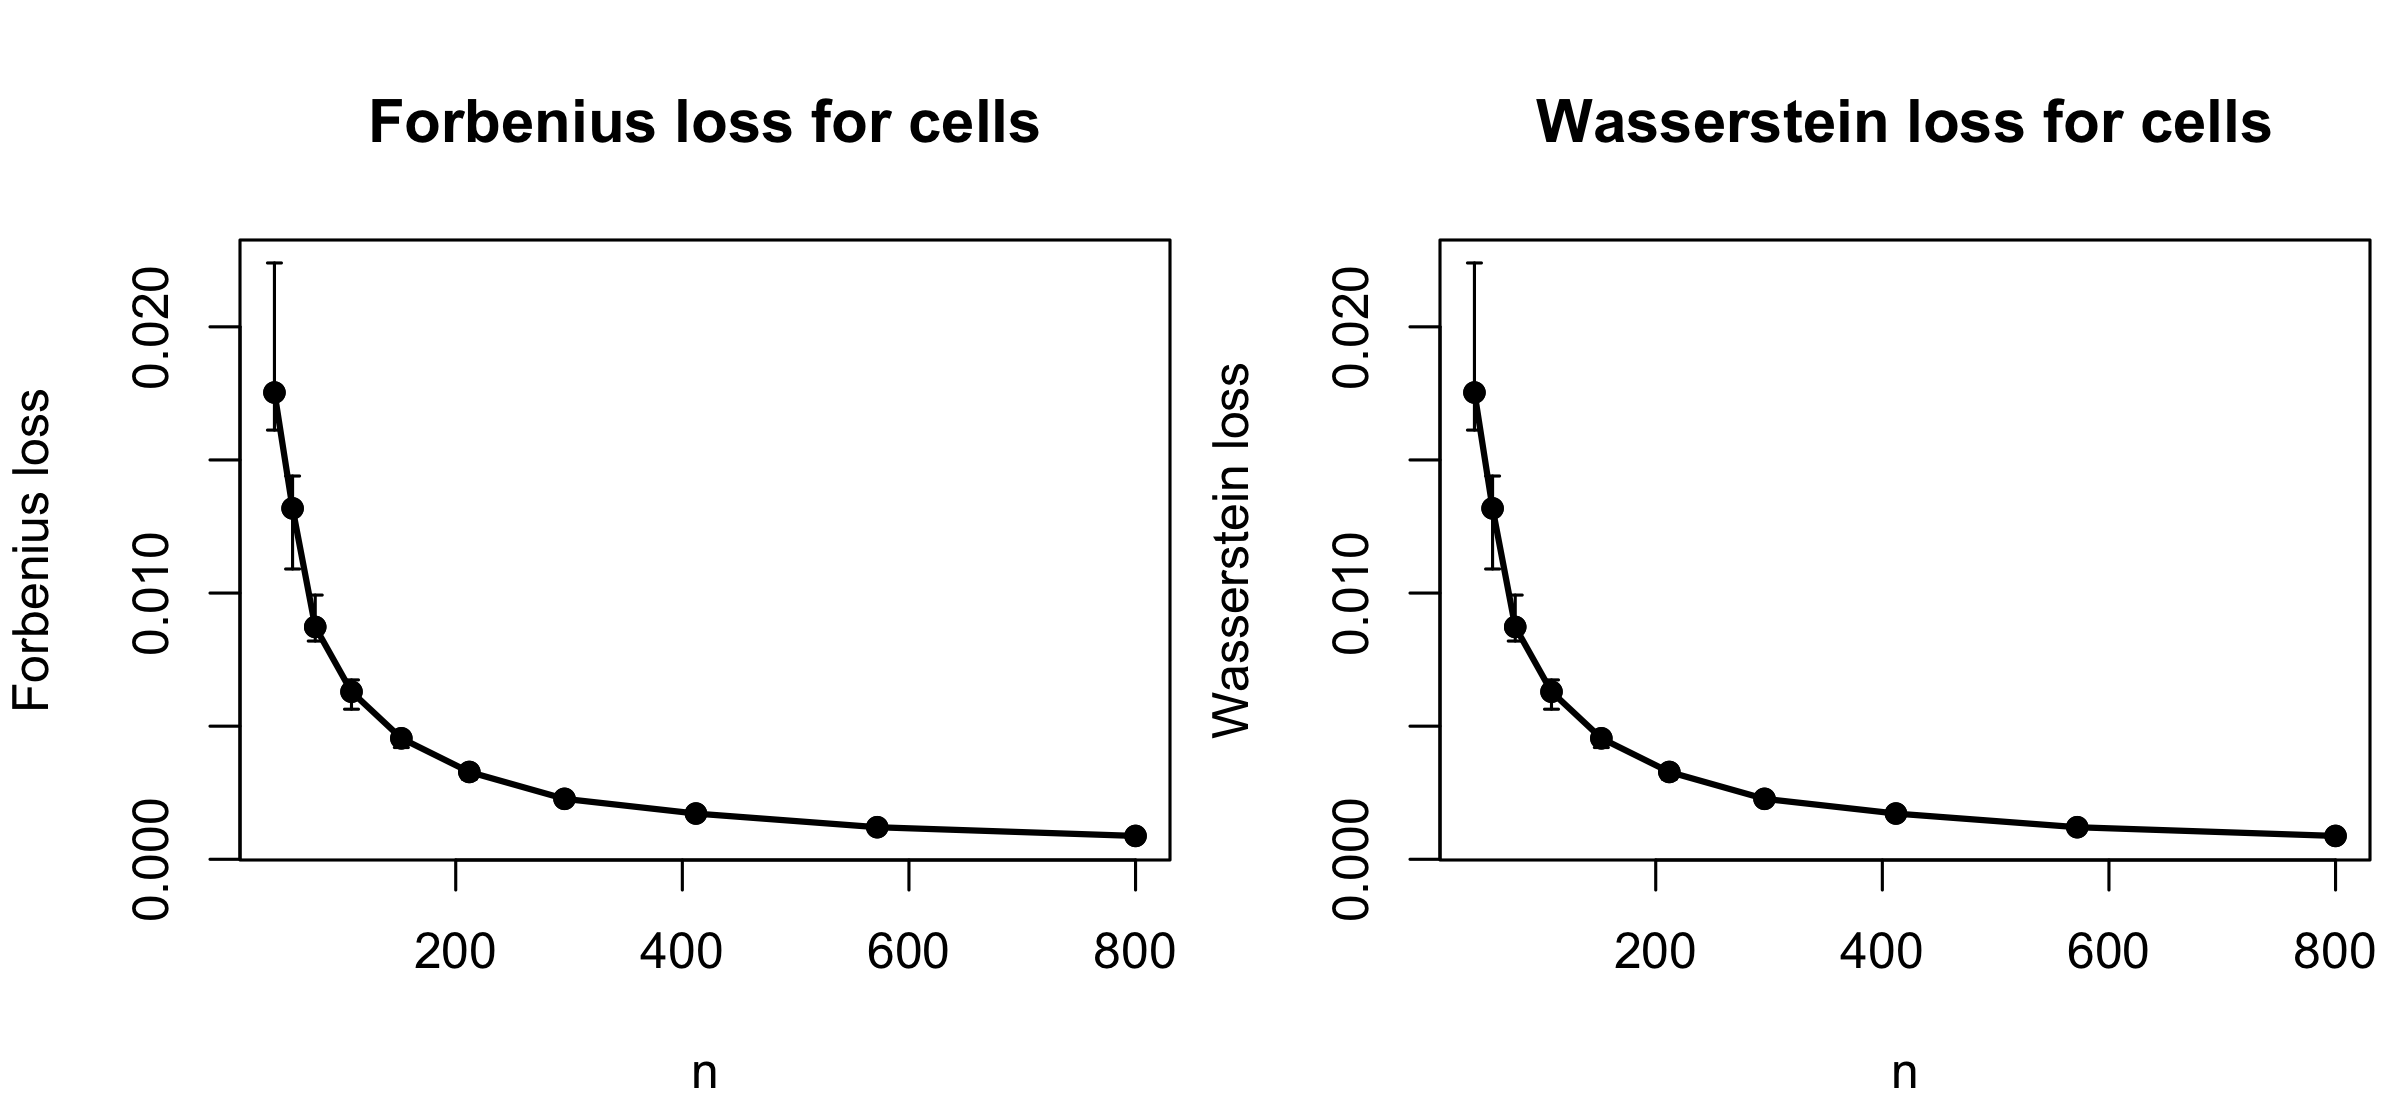 Forbenius loss for cells
Forbenius loss
0.020
0.010
0.000
200 400 600 800
n
Wasserstein loss for cells
Wasserstein loss
0.020
0.010
0.000
200 400 600 800
n